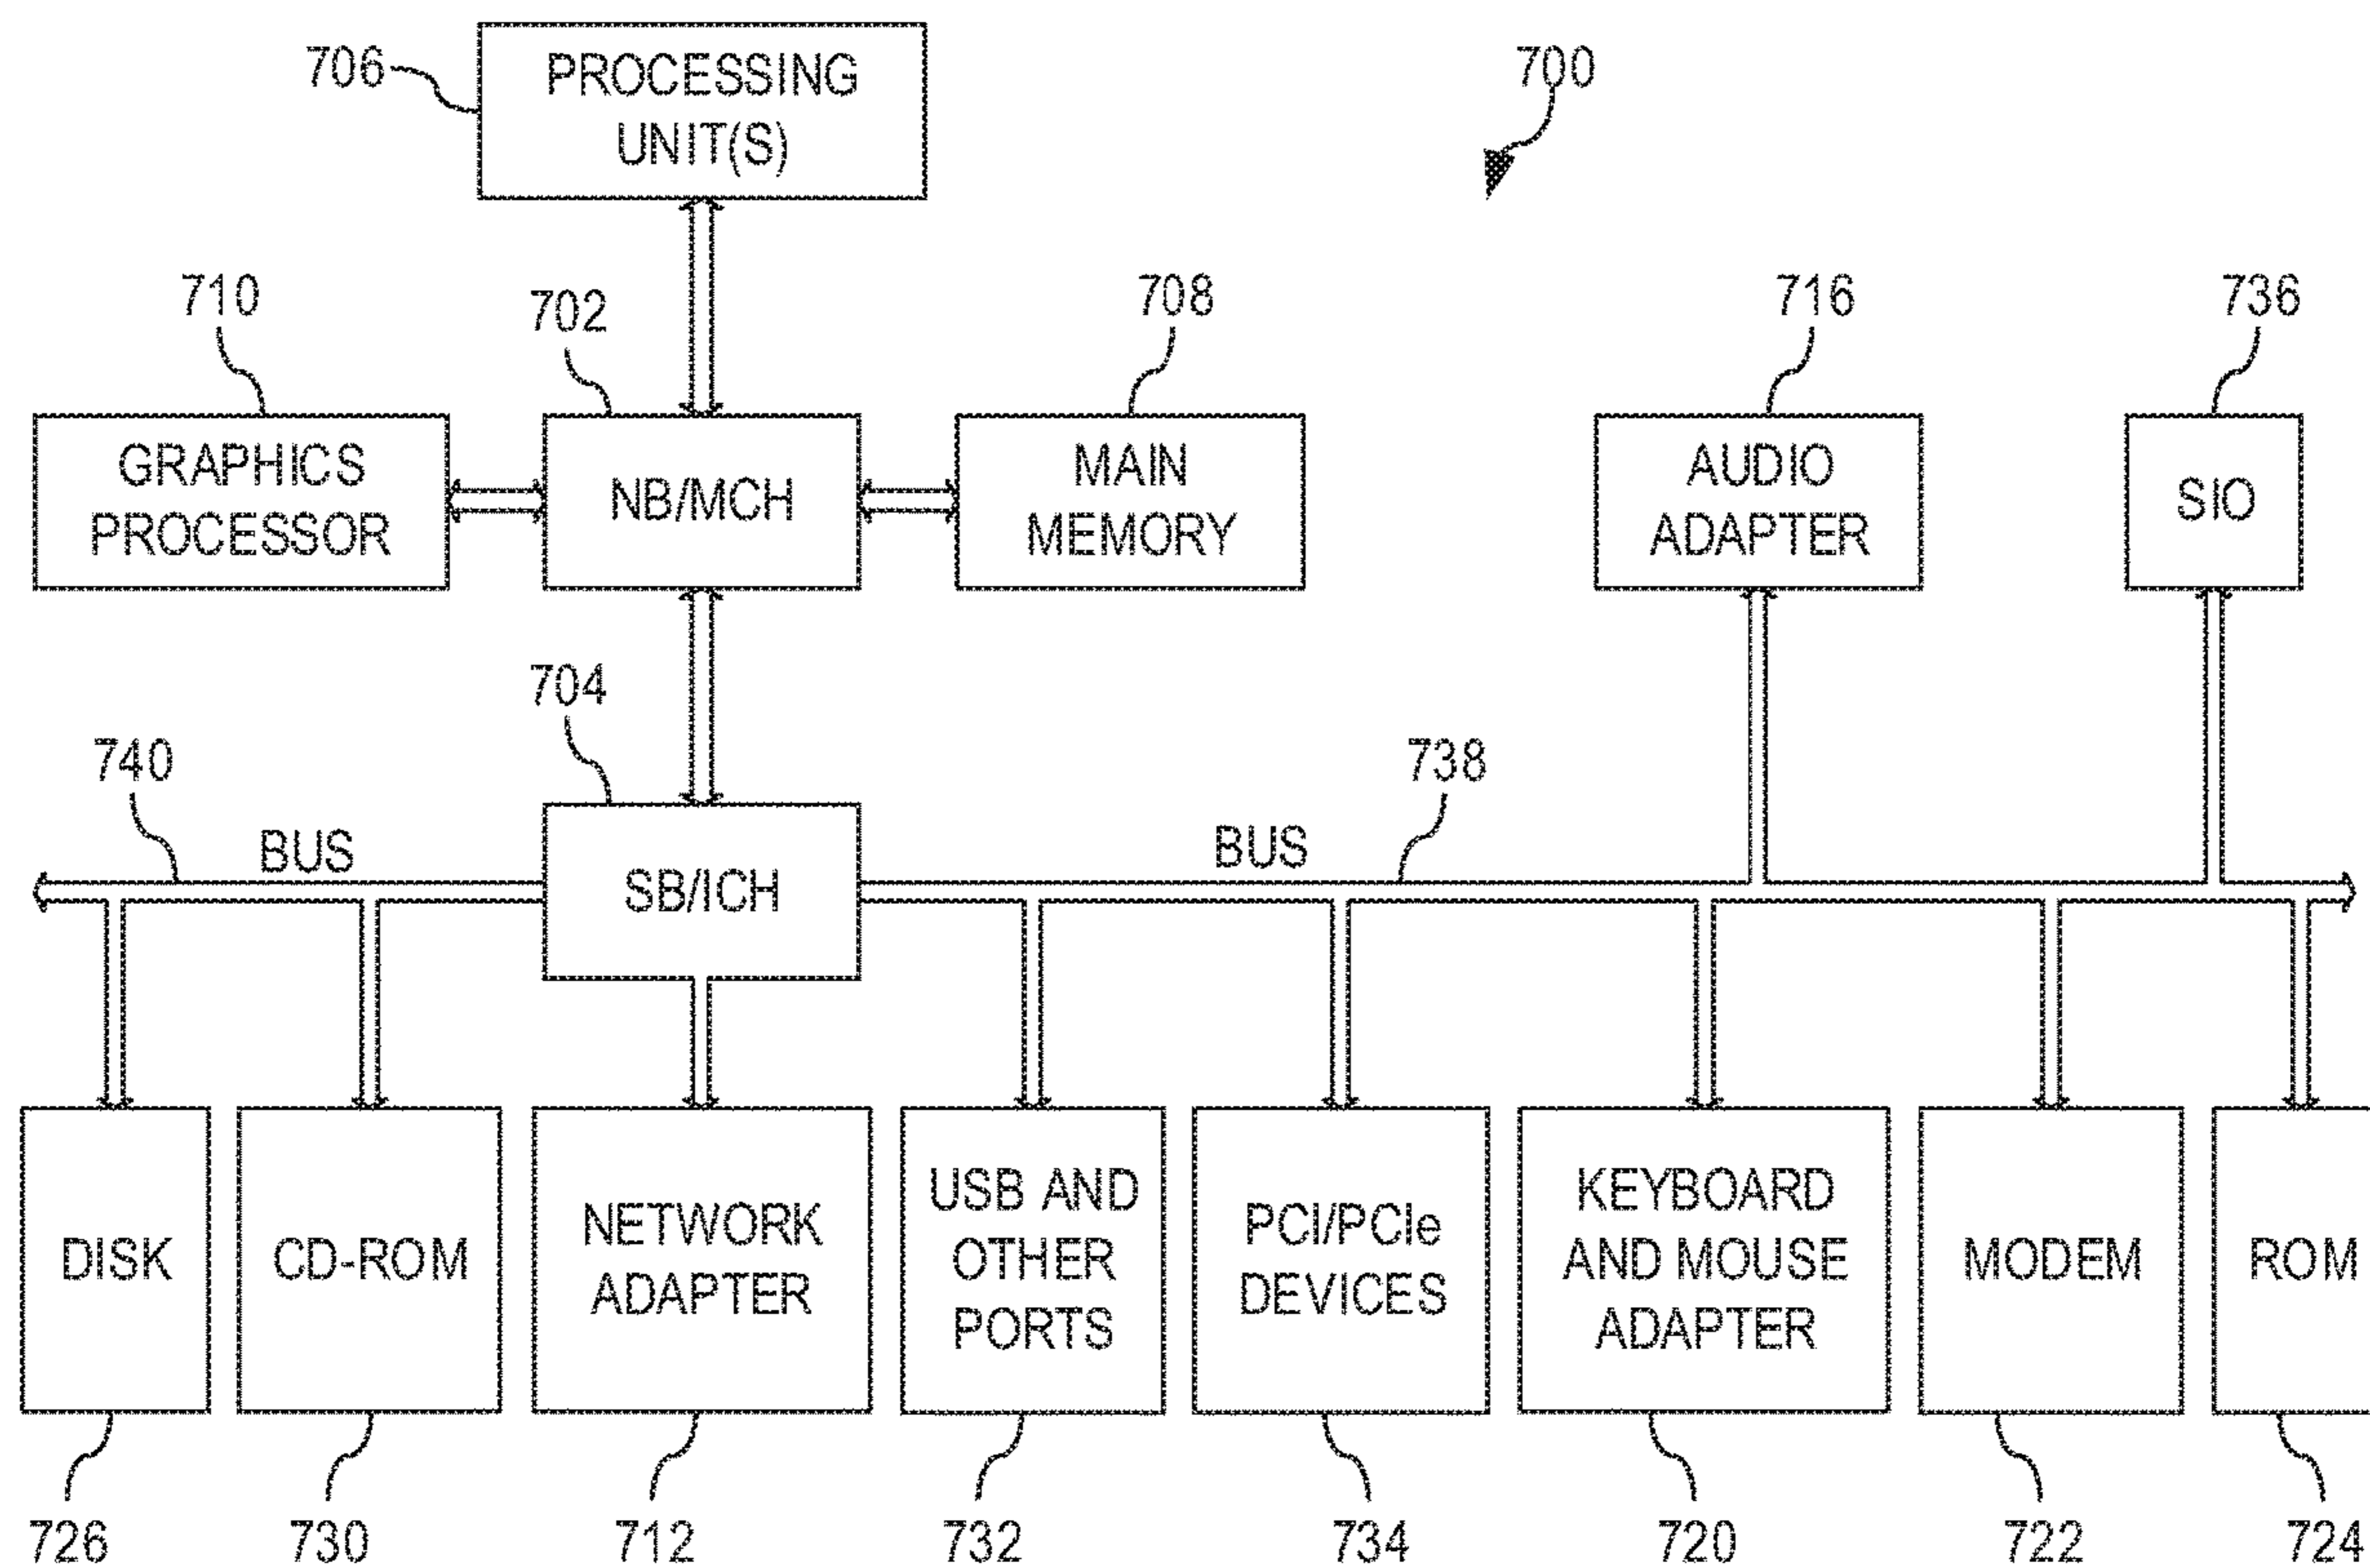 706
PROCESSING
UNIT(S)
700
710
702
708
716
736
GRAPHICS
PROCESSOR
NB/MCH
MAIN
MEMORY
AUDIO
ADAPTER
SIO
704
740
738
BUS
BUS
SB/ICH
DISK
CD-ROM
NETWORK
ADAPTER
USB AND
OTHER
PORTS
PCI/PCIe
DEVICES
KEYBOARD
AND MOUSE
ADAPTER
MODEM
ROM
726
730
712
732
734
720
722
724